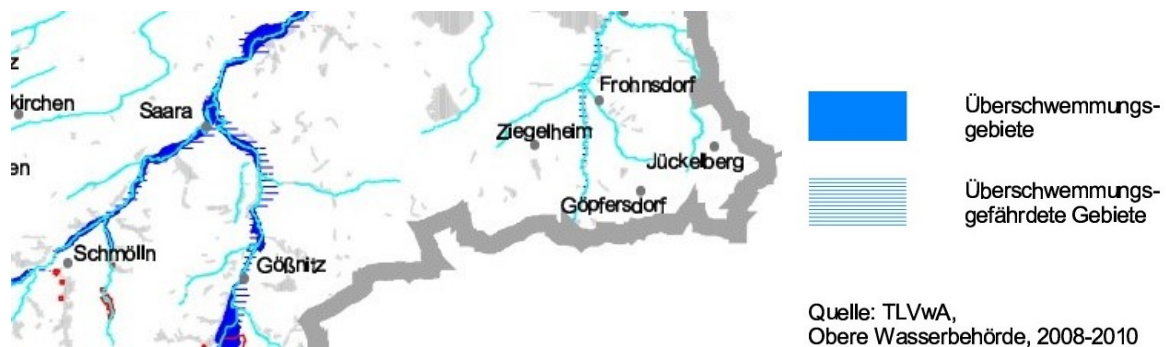 z
kirchen
en
Saara
Schmölln
Gößnitz
Ziegelheim
Frohnsdorf
Jückelberg
Göpfersdorf
Überschwemmungs-
gebiete
Überschwemmungs-
gefährdete Gebiete
Quelle: TLVwA,
Obere Wasserbehörde, 2008-2010